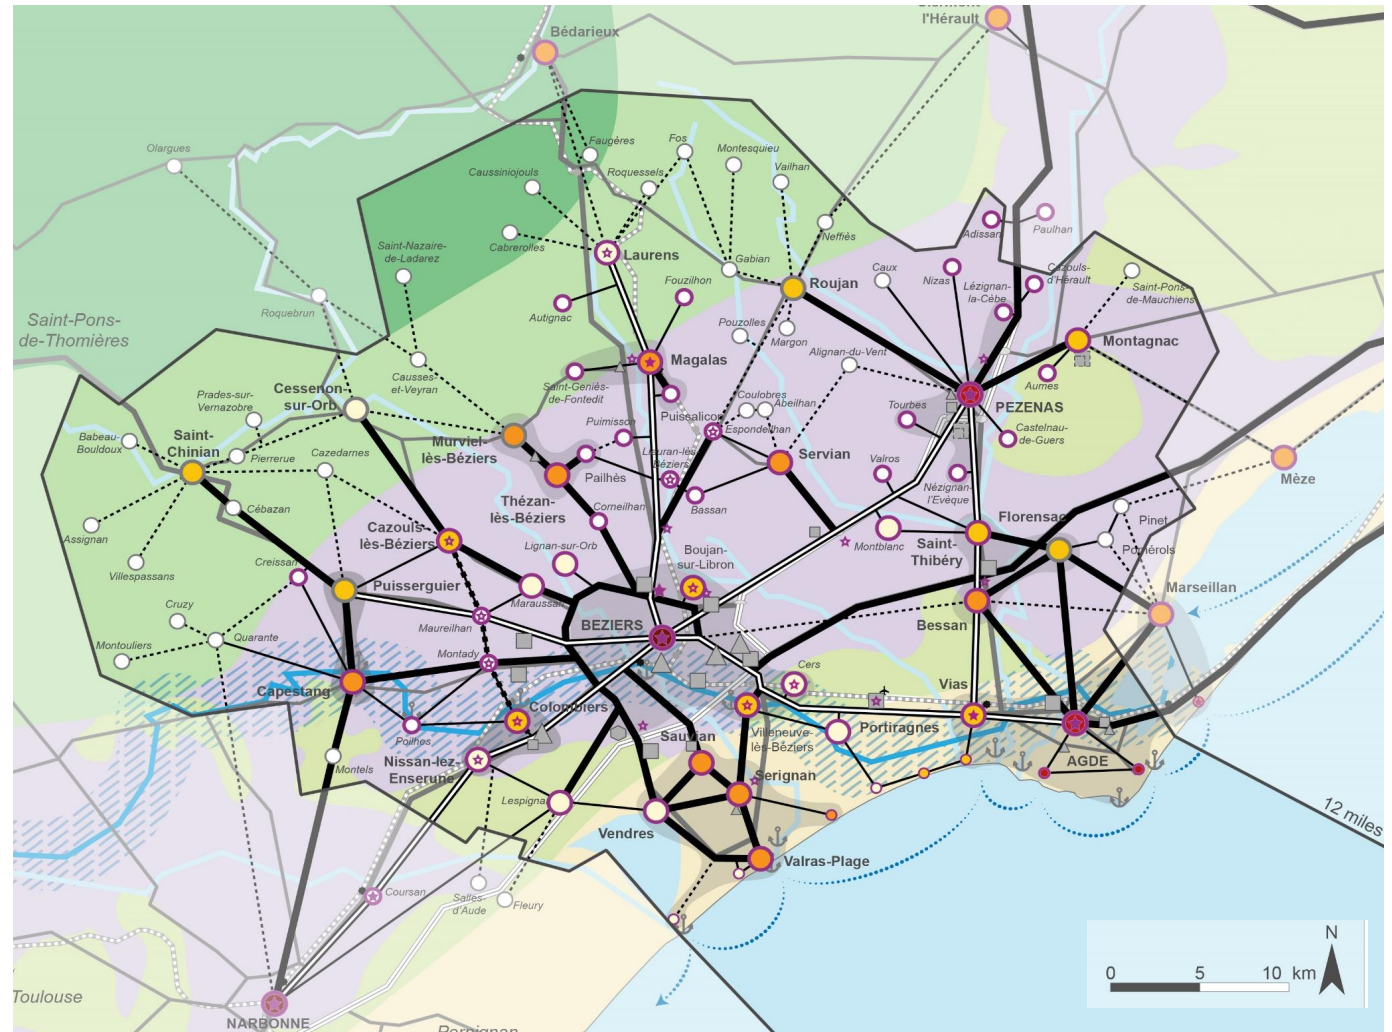 l'Hérault
Bédarieux
Olargues
Faugères
Fos
Montesquieu
Vailhan
Caussiniojouls
Roquessels
Cabrerolles
Saint-Nazaire-
de-Ladarez
Laurens
Gabian
Neffiès
Adissan
Paulhan
Roquebrun
Autignac
Fouzilhon
Roujan
Caux
Nizas
Lézignan-
la-Cèbe
Cazouls-
d'Hérault
Saint-Pons-
de-Mauchiens
Saint-Pons-
de-Thomières
Pouzolles
Margon
Montagnac
Causses-
et-Veyran
Magalas
Alignan-du-Vent
Cessenon-
sur-Orb
Saint-Geniès-
de-Fontedit
Aumes
Prades-sur-
Vernazobre
Puissalicon
Coulobres
Abeilhan
PEZENAS
Tourbes
Babeau-
Bouldoux
Saint-
Chinian
Pierrerue
Murviel-
lès-Béziers
Puimisson
Espondeilhan
Castelnau-
de-Guers
Cazedarnes
Pailhès
Lieuran-lès-
Béziers
Servian
Valros
Nézignan-
l'Evèque
Mèze
Cébazan
Thézan-
lès-Béziers
Corneilhan
Bassan
Assignan
Cazouls-
lès-Béziers
Lignan-sur-Orb
Montblanc
Saint-
Thibéry
Florensac
Pinet
Pomérols
Villespassans
Creissan
Boujan-
sur-Libron
Puisserguier
Maraussan
Marseillan
Cruzy
Maureilhan
BEZIERS
Bessan
Quarante
Montouliers
Montady
Cers
Capestang
Vias
Colombiers
Poilhes
Villeneuve-
lès-Béziers
Portiragnes
Sauvian
Montels
Nissan-lez-
Enserune
Serignan
AGDE
Lespignan
Vendres
12 miles
Valras-Plage
Coursan
Salles-
d'Aude
Fleury
Toulouse
NARBONNE
Perpignan
N
0 5 10 km